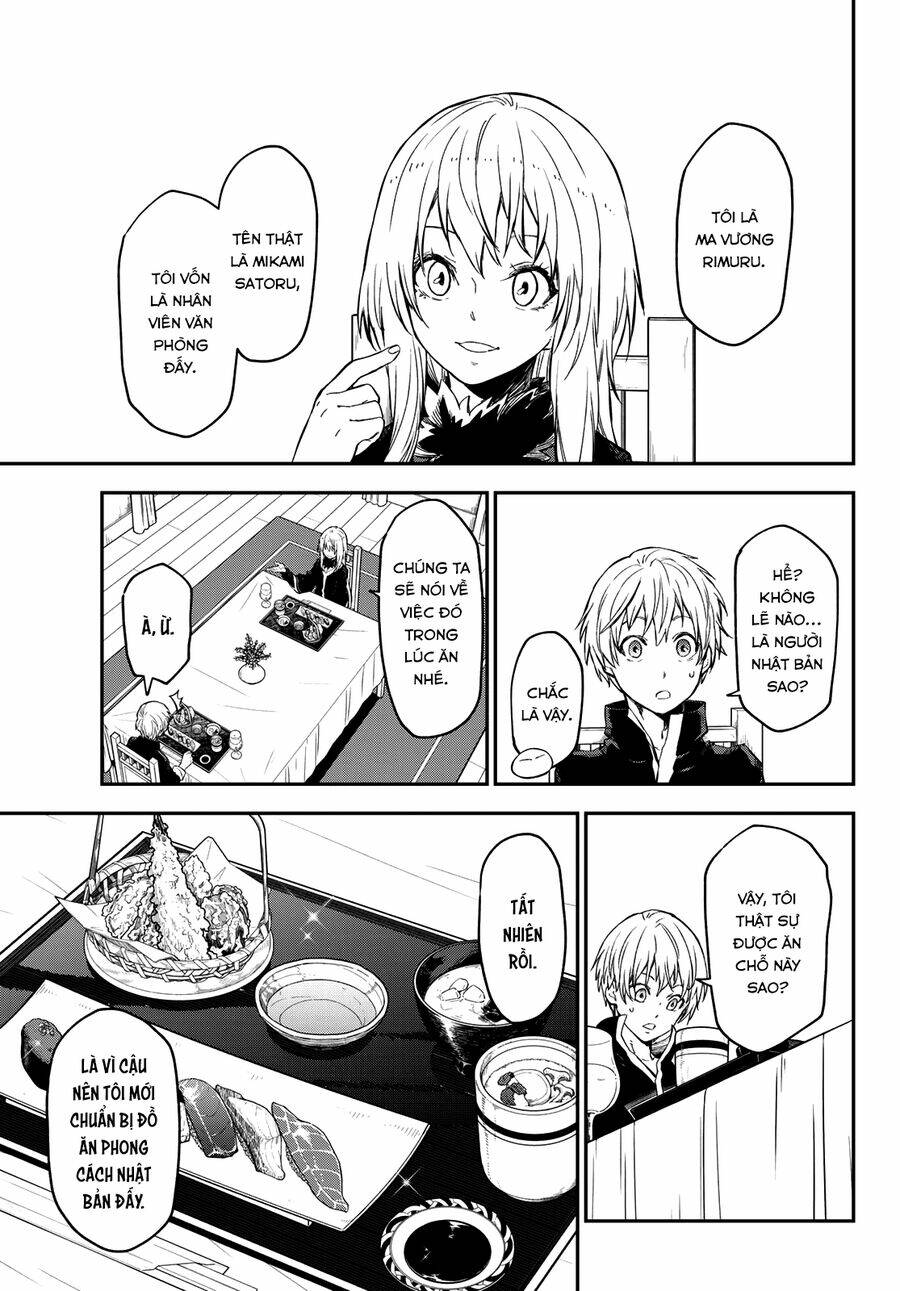 TÔI LÀ
MA VƯƠNG
RIMURU.
TÊN THẬT
LÀ MIKAMI
SATORU,
TÔI VỐN
LÀ NHÂN
VIÊN VĂN
PHÒNG
ĐẤY.
HỂ?
KHÔNG
LẼ NÀO...
LÀ NGƯỜI
NHẬT BẢN
SAO?
CHẮC
LÀ VẬY.
CHÚNG TA
SẼ NÓI VỀ
VIỆC ĐÓ
TRONG
LÚC ĂN
NHÉ.
À, Ừ.
VẬY, TÔI
THẬT SỰ
ĐƯỢC ĂN
CHỖ NÀY
SAO?
TẤT
NHIÊN
RỒI.
LÀ VÌ CẬU
NÊN TÔI MỚI
CHUẨN BỊ ĐỒ
ĂN PHONG
CÁCH NHẬT
BẢN ĐẤY.